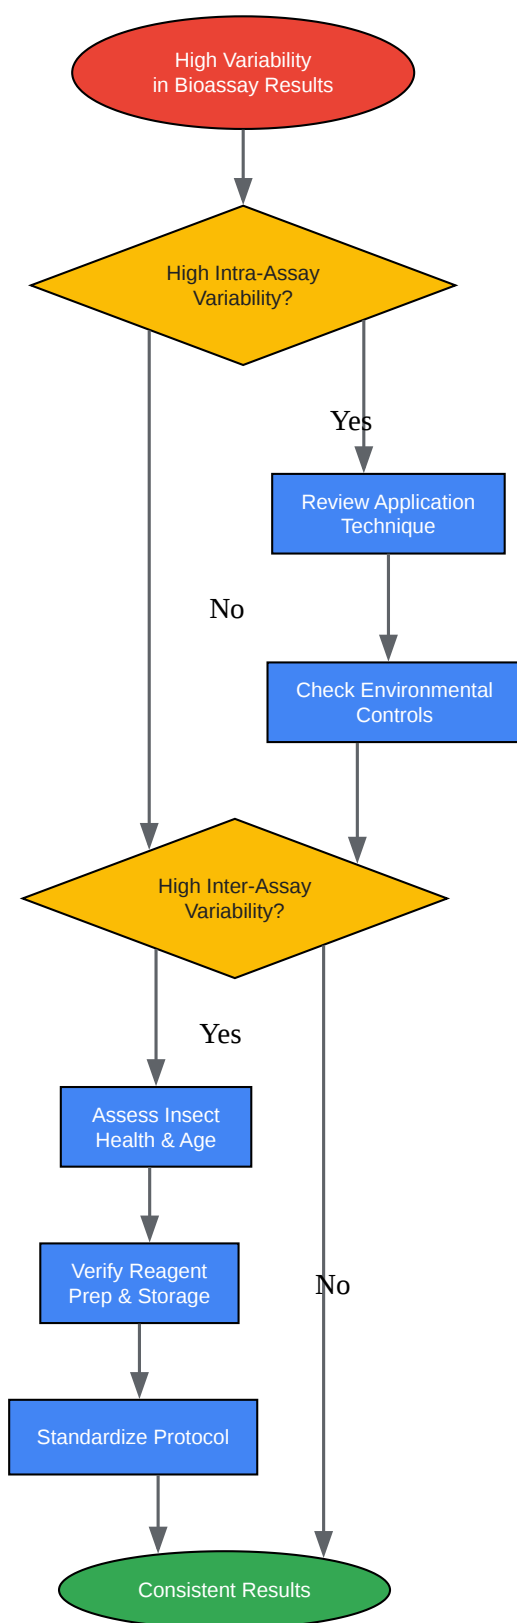 High Variability
in Bioassay Results
High Intra-Assay
Variability?
Yes
Review Application
Technique
No
Check Environmental
Controls
High Inter-Assay
Variability?
Yes
Assess Insect
Health & Age
Verify Reagent
Prep & Storage
No
Standardize Protocol
Consistent Results